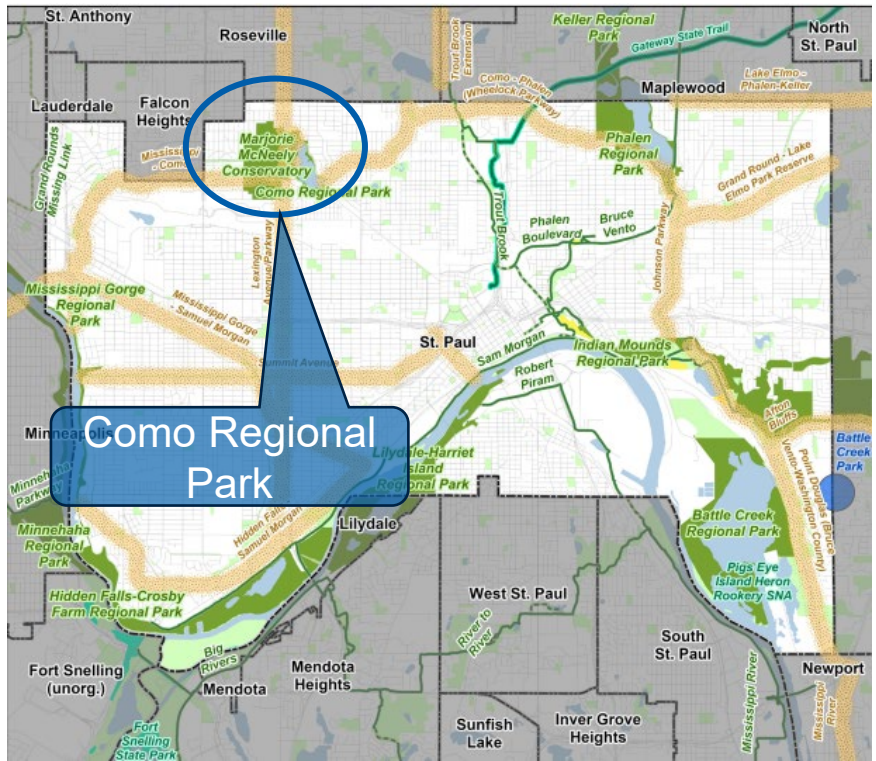 St. Anthony
Roseville
Keller Regional
Park
Gateway State Trail
North
St. Paul
Trout Brook
Extension
Como - Phalen
(Wheelock Parkway)
Maplewood
Lake Elmo -
Phalen-Keller
Lauderdale
Falcon
Heights
Grand Rounds
Missing Link
Mississippi
- Como
Marjorie
McNeely
Conservatory
Como Regional Park
Phalen
Regional
Park
Grand Round - Lake
Elmo Park Reserve
Trout Brook
Phalen
Boulevard
Bruce
Vento
Johnson Parkway
Lexington
Avenue/Parkway
Mississippi Gorge
Regional
Park
Mississippi Gorge
- Samuel Morgan
St. Paul
Sam Morgan
Indian Mounds
Regional Park
Summit Avenue
Robert
Piram
Como Regional
Park
Minneapolis
Minnehaha
Parkway
Lilydale-Harriet
Island
Regional Park
Afton
Bluffs
Battle
Creek
Park
Point Douglas (Bruce
Vento-Washington County)
Minnehaha
Regional
Park
Hidden Falls
Samuel Morgan
Lilydale
Battle Creek
Regional Park
Pigs Eye
Island Heron
Rookery SNA
Hidden Falls-Crosby
Farm Regional Park
West St. Paul
River to
River
Big
Rivers
Fort Snelling
(unorg.)
Mendota
Mendota
Heights
South
St. Paul
Newport
Mississippi River
Mississippi
River
Fort
Snelling
State Park
Sunfish
Lake
Inver Grove
Heights